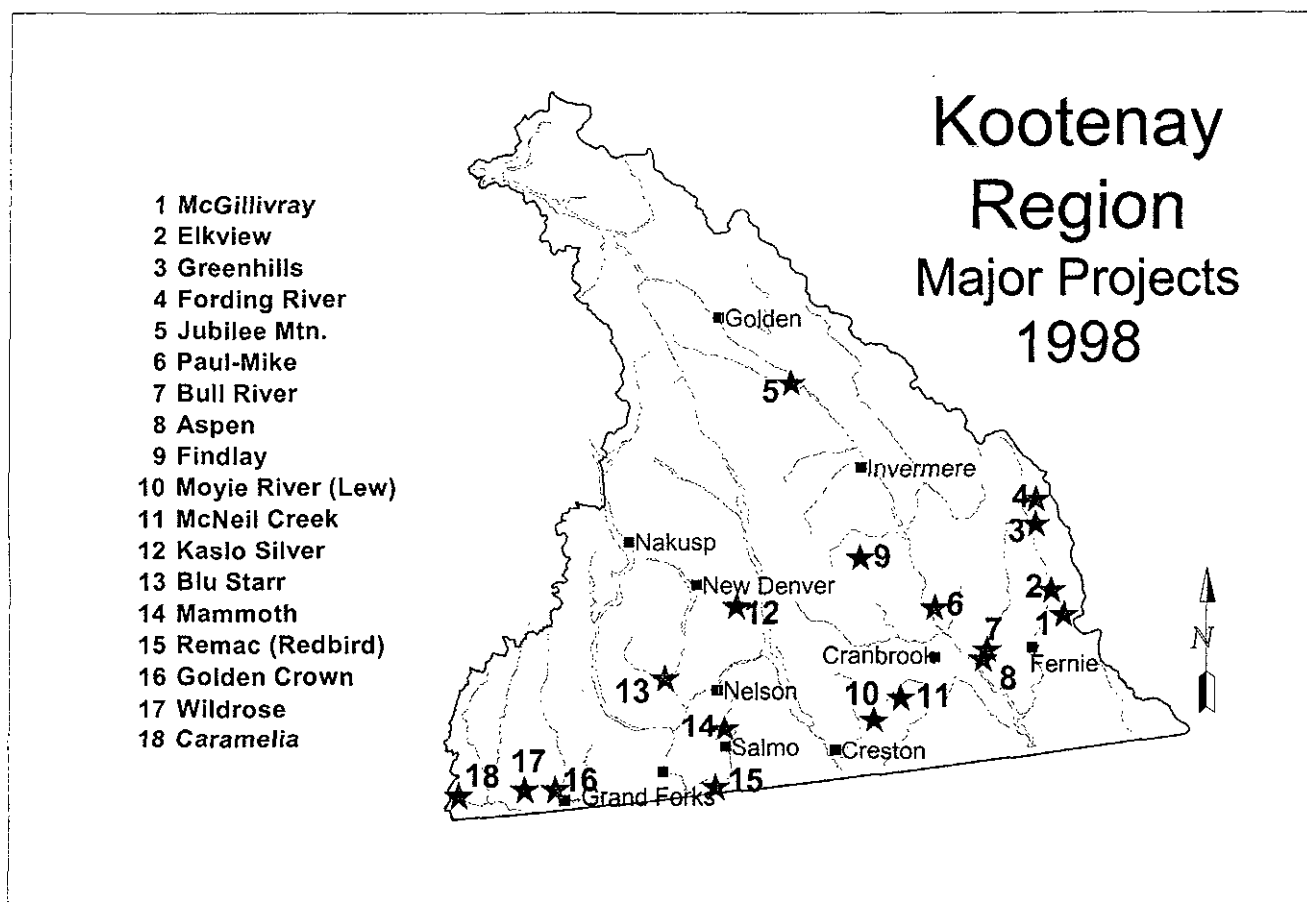 Kootenay
Region
Major Projects
1998
1 McGillivray
2 Elkview
3 Greenhills
4 Fording River
5 Jubilee Mtn.
6 Paul-Mike
7 Bull River
8 Aspen
9 Findlay
10 Moyie River (Lew)
11 McNeil Creek
12 Kaslo Silver
13 Blu Starr
14 Mammoth
15 Remac (Redbird)
16 Golden Crown
17 Wildrose
18 Caramelia
Golden
5
Invermere
4
3
Nakusp
9
New Denver
2
12
6
1
7
Cranbrook
Fernie
8
N
13
Nelson
10
11
14
Salmo
Creston
18
17
16
15
Grand Forks